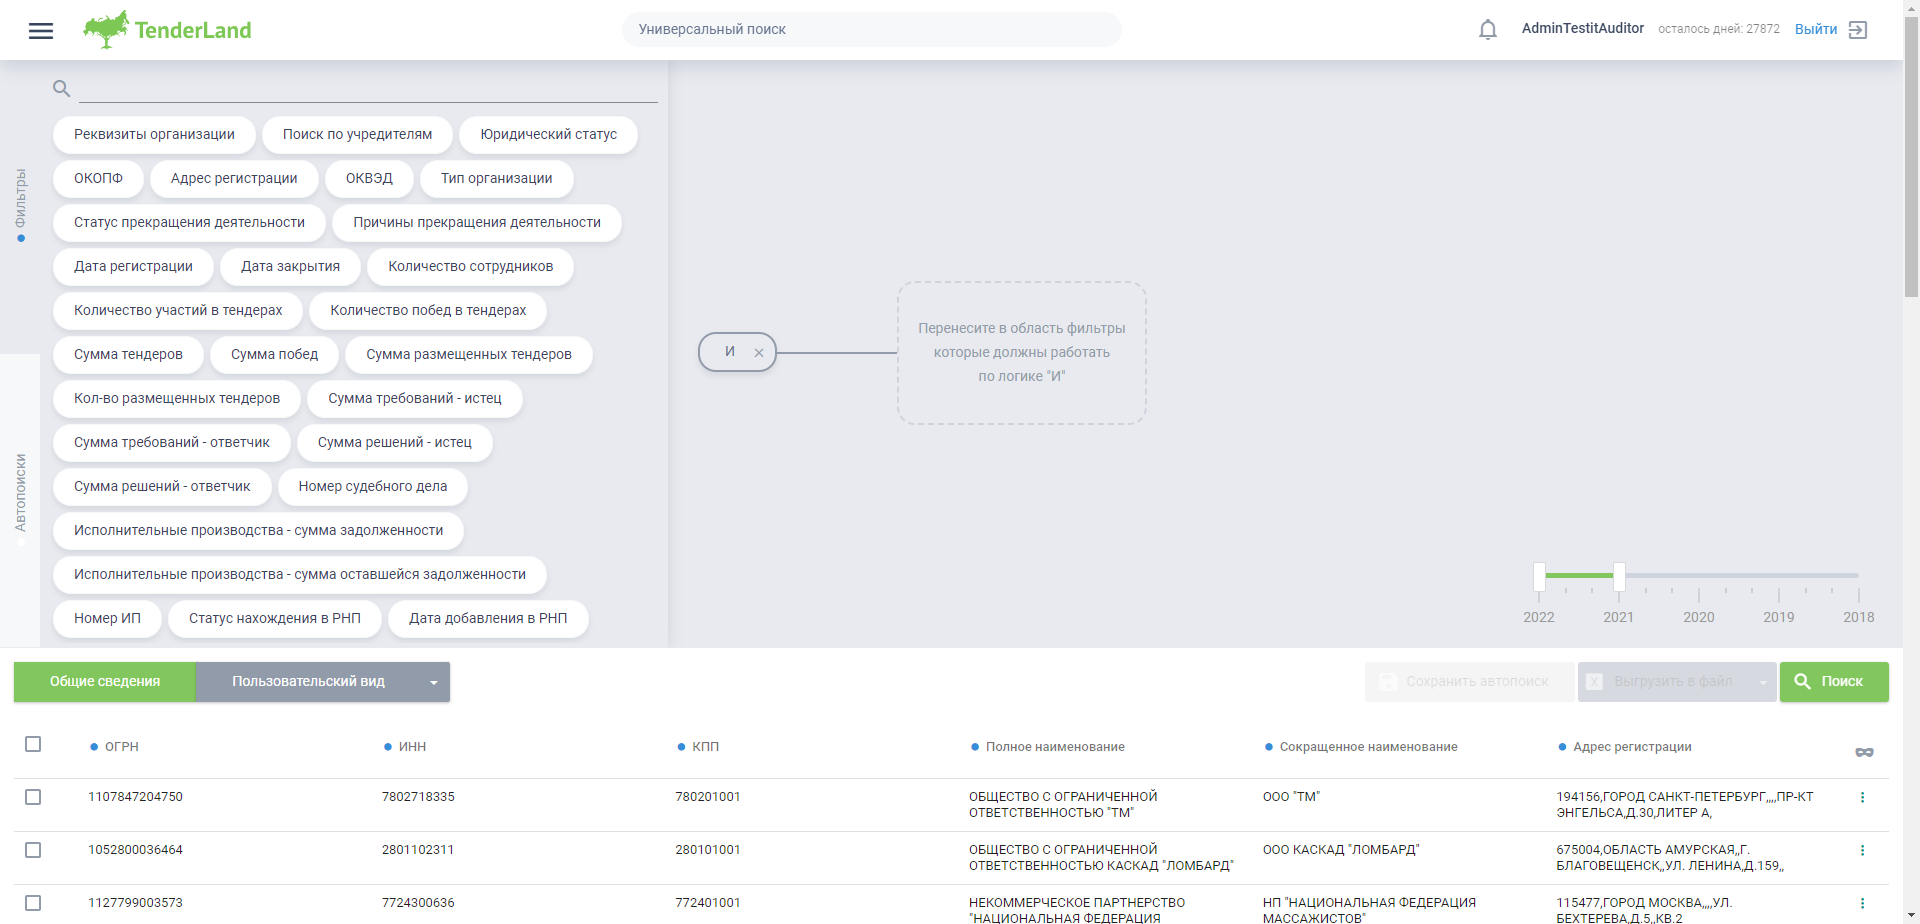 TenderLand
Универсальный поиск
AdminTestitAuditor
осталось дней: 27872
Выйти
Фильтры
Автопоиски
Реквизиты организации
Поиск по учредителям
Юридический статус
ОКОПФ
Адрес регистрации
ОКВЭД
Тип организации
Статус прекращения деятельности
Причины прекращения деятельности
Дата регистрации
Дата закрытия
Количество сотрудников
Количество участий в тендерах
Количество побед в тендерах
Сумма тендеров
Сумма побед
Сумма размещенных тендеров
Кол-во размещенных тендеров
Сумма требований - истец
Сумма требований - ответчик
Сумма решений - истец
Сумма решений - ответчик
Номер судебного дела
Исполнительные производства - сумма задолженности
Исполнительные производства - сумма оставшейся задолженности
Номер ИП
Статус нахождения в РНП
Дата добавления в РНП
И
Перенесите в область фильтры
которые должны работать
по логике "И"
2022
2021
2020
2019
2018
Общие сведения
Пользовательский вид
Сохранить автопоиск
Выгрузить в файл
Поиск
ОГРН
ИНН
КПП
Полное наименование
Сокращенное наименование
Адрес регистрации
1107847204750
7802718335
780201001
ОБЩЕСТВО С ОГРАНИЧЕННОЙ
ОТВЕТСТВЕННОСТЬЮ "ТМ"
ООО "ТМ"
194156,ГОРОД САНКТ-ПЕТЕРБУРГ,,,,ПР-КТ
ЭНГЕЛЬСА,Д.30,ЛИТЕР А,
1052800036464
2801102311
280101001
ОБЩЕСТВО С ОГРАНИЧЕННОЙ
ОТВЕТСТВЕННОСТЬЮ КАСКАД "ЛОМБАРД"
ООО КАСКАД "ЛОМБАРД"
675004,ОБЛАСТЬ АМУРСКАЯ,,Г.
БЛАГОВЕЩЕНСК,,УЛ. ЛЕНИНА,Д.159,,
1127799003573
7724300636
772401001
НЕКОММЕРЧЕСКОЕ ПАРТНЕРСТВО
"НАЦИОНАЛЬНАЯ ФЕДЕРАЦИЯ
НП "НАЦИОНАЛЬНАЯ ФЕДЕРАЦИЯ
МАССАЖИСТОВ"
115477,ГОРОД МОСКВА,,,,УЛ.
БЕХТЕРЕВА,Д.5,,КВ.2